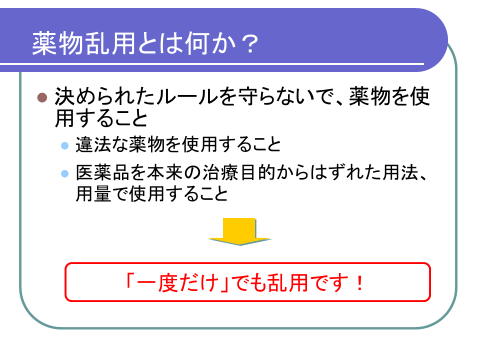 薬物乱用とは何か？
決められたルールを守らないで、薬物を使
用すること
違法な薬物を使用すること
医薬品を本来の治療目的からはずれた用法、
用量で使用すること
「一度だけ」でも乱用です！